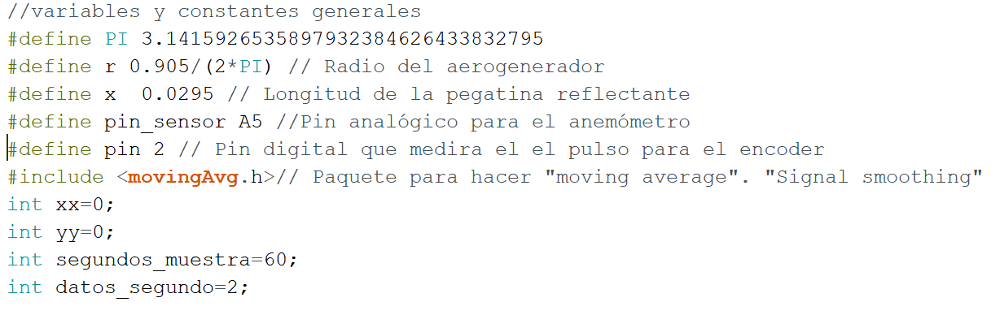 //variables y constantes generales
#define PI 3.1415926535897932384626433832795
#define r 0.905/(2*PI) // Radio del aerogenerador
#define x  0.0295 // Longitud de la pegatina reflectante
#define pin_sensor A5 //Pin analógico para el anemómetro
#define pin 2 // Pin digital que medira el el pulso para el encoder
#include <movingAvg.h>// Paquete para hacer "moving average". "Signal smoothing"
int xx=0;
int yy=0;
int segundos_muestra=60;
int datos_segundo=2;